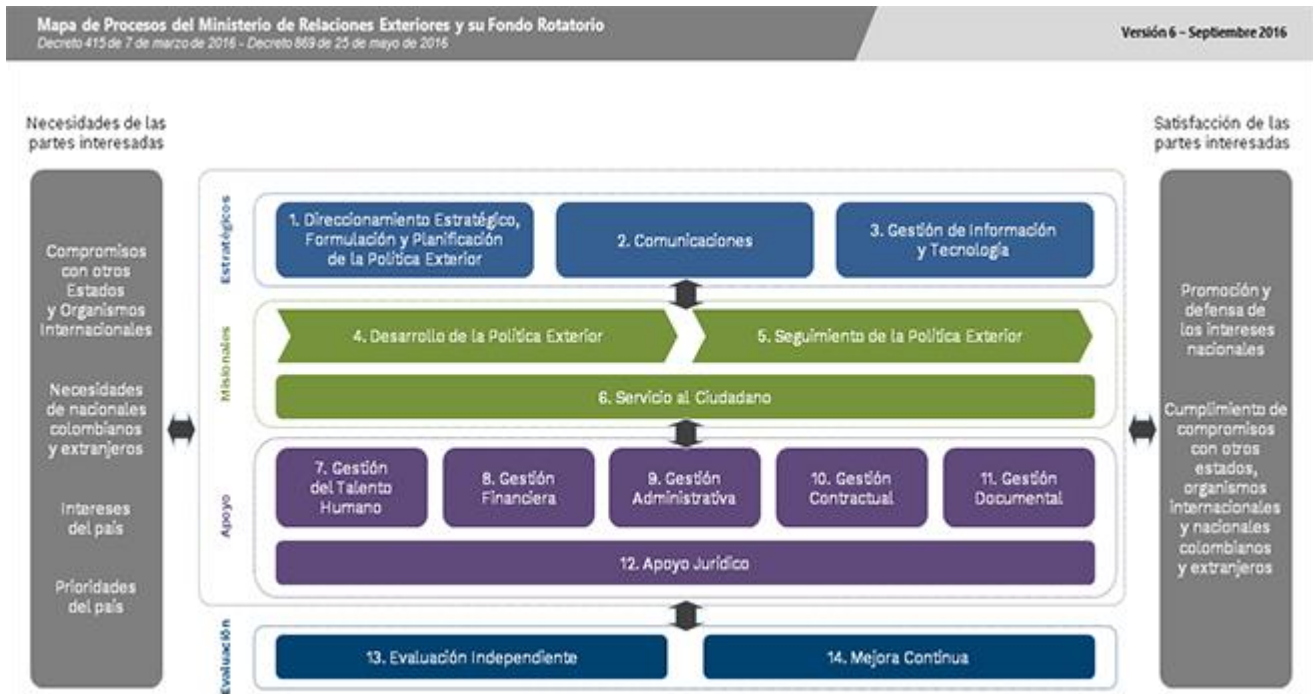 Mapa de Procesos del Ministerio de Relaciones Exteriores y su Fondo Rotatorio
Decreto 415 de 7 de marzo de 2016 - Decreto 869 de 25 de mayo de 2016
Versión 6 – Septiembre 2016
Necesidades de las
partes interesadas
Compromisos
con otros
Estados
y Organismos
Internacionales
Necesidades
de nacionales
colombianos
y extranjeros
Intereses
del país
Prioridades
del país
Estratégicos
1. Direccionamiento Estratégico,
Formulación y Planificación
de la Política Exterior
2. Comunicaciones
3. Gestión de Información
y Tecnología
Misionales
4. Desarrollo de la Política Exterior
5. Seguimiento de la Política Exterior
6. Servicio al Ciudadano
Apoyo
7. Gestión
del Talento
Humano
8. Gestión
Financiera
9. Gestión
Administrativa
10. Gestión
Contractual
11. Gestión
Documental
12. Apoyo Jurídico
Evaluación
13. Evaluación Independiente
14. Mejora Continua
Satisfacción de las
partes interesadas
Promoción y
defensa de
los intereses
nacionales
Cumplimiento de
compromisos
con otros
estados,
organismos
internacionales
y nacionales
colombianos
y extranjeros